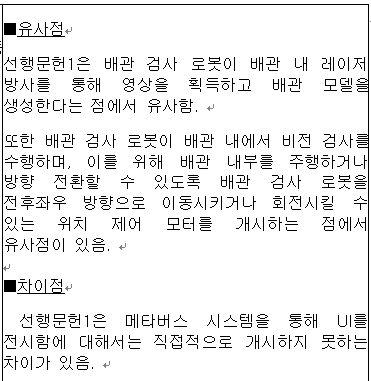 ■유사점
선행문헌1은 배관 검사 로봇이 배관 내 레이저
방사를 통해 영상을 획득하고 배관 모델을
생성한다는 점에서 유사함.
또한 배관 검사 로봇이 배관 내에서 비전 검사를
수행하며, 이를 위해 배관 내부를 주행하거나
방향 전환할 수 있도록 배관 검사 로봇을
전후좌우 방향으로 이동시키거나 회전시킬 수
있는 위치 제어 모터를 개시하는 점에서
유사점이 있음.
■차이점
선행문헌1은 메타버스 시스템을 통해 UI를
전시함에 대해서는 직접적으로 개시하지 못하는
차이가 있음.